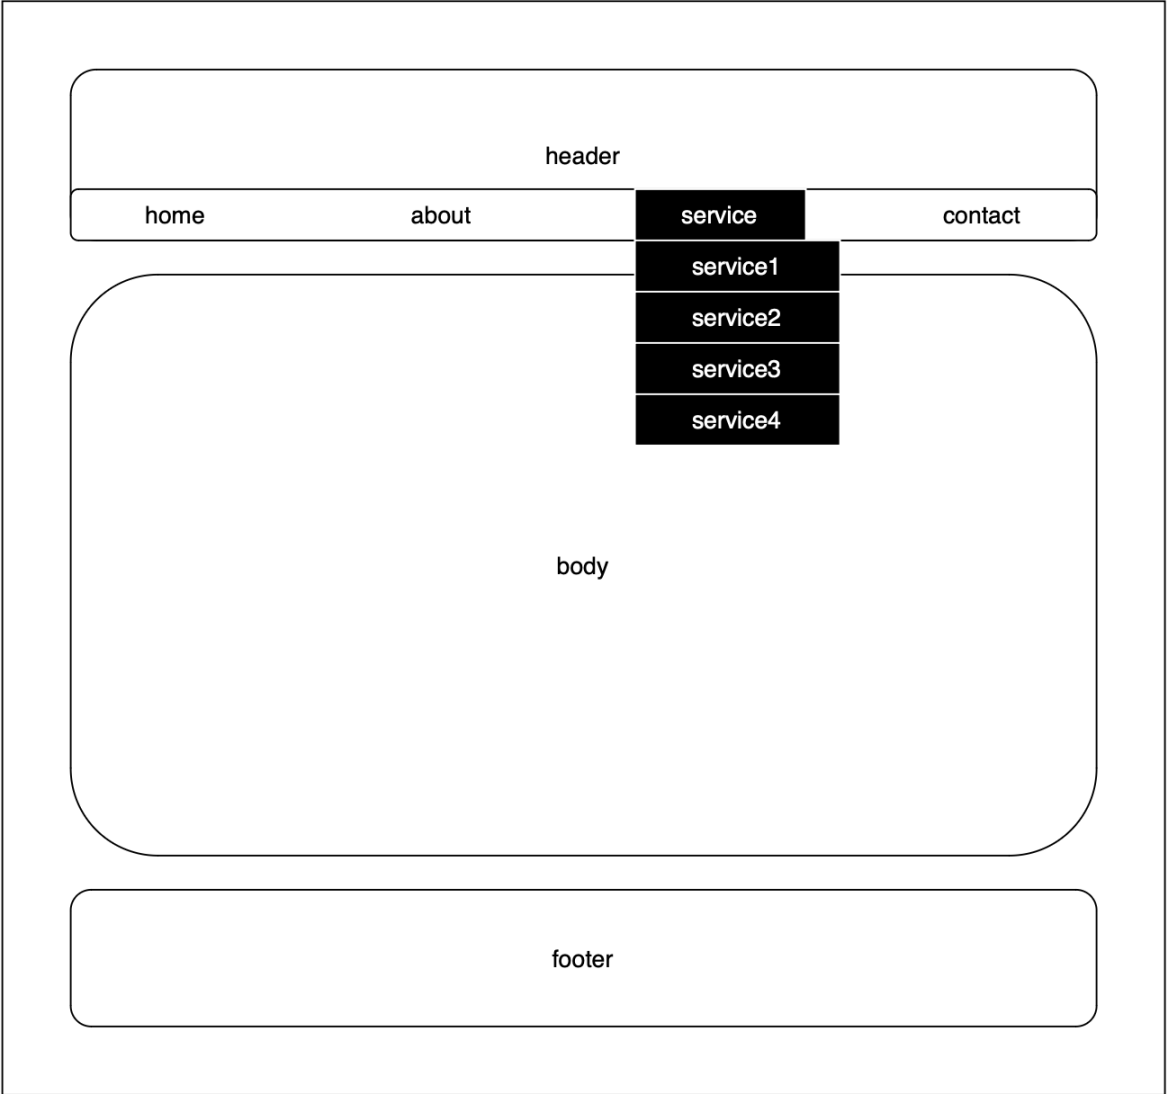 header
home about service contact
service1
service2
service3
service4
body
footer